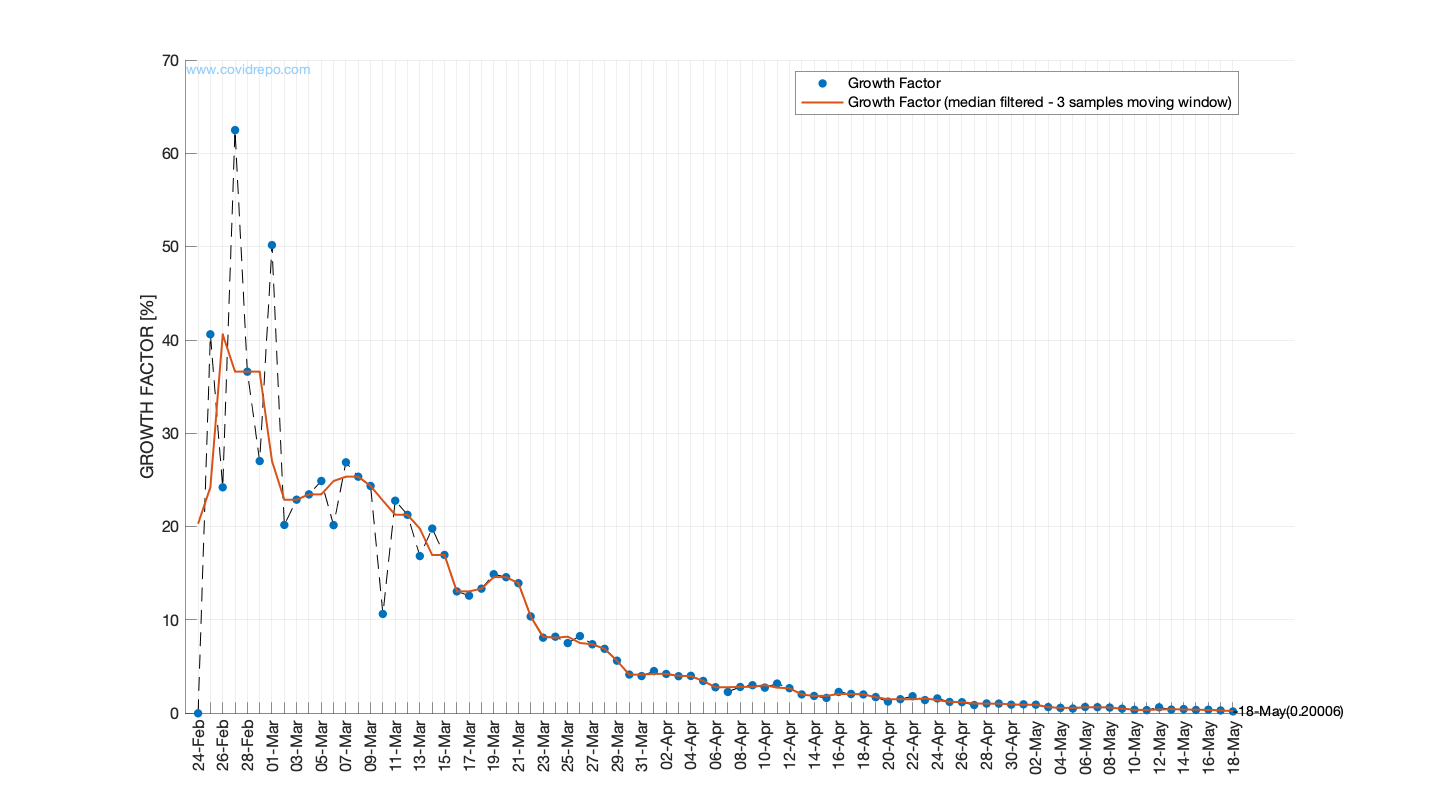 www.covidrepo.com
Growth Factor
Growth Factor (median filtered - 3 samples moving window)
GROWTH FACTOR [%]
70
60
50
40
30
20
10
0
18-May(0.20006)
24-Feb
26-Feb
28-Feb
01-Mar
03-Mar
05-Mar
07-Mar
09-Mar
11-Mar
13-Mar
15-Mar
17-Mar
19-Mar
21-Mar
23-Mar
25-Mar
27-Mar
29-Mar
31-Mar
02-Apr
04-Apr
06-Apr
08-Apr
10-Apr
12-Apr
14-Apr
16-Apr
18-Apr
20-Apr
22-Apr
24-Apr
26-Apr
28-Apr
30-Apr
02-May
04-May
06-May
08-May
10-May
12-May
14-May
16-May
18-May